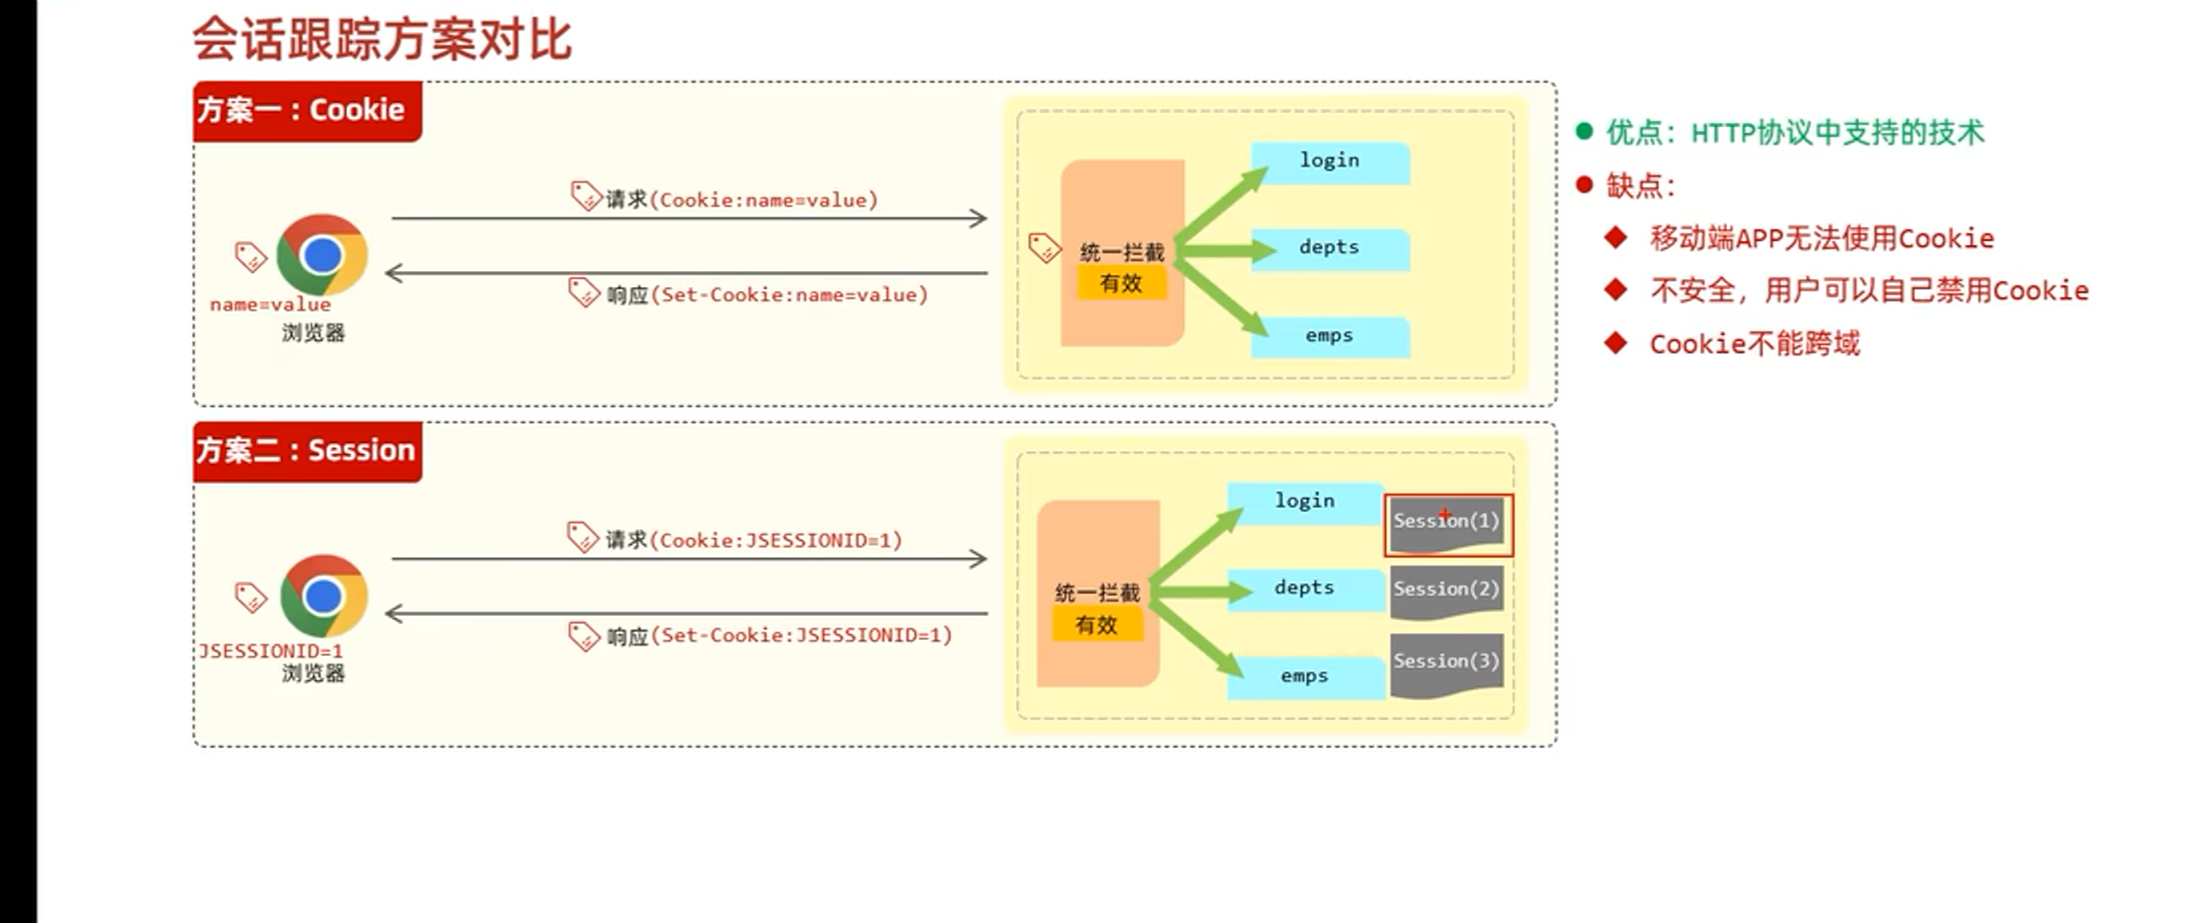 会话跟踪方案对比
方案一：Cookie
请求(Cookie:name=value)
响应(Set-Cookie:name=value)
name=value
浏览器
统一拦截
有效
login
depts
emps
优点：HTTP协议中支持的技术
缺点：
移动端APP无法使用Cookie
不安全，用户可以自己禁用Cookie
Cookie不能跨域
方案二：Session
请求(Cookie:JSESSIONID=1)
响应(Set-Cookie:JSESSIONID=1)
JSESSIONID=1
浏览器
统一拦截
有效
login
depts
emps
Session(1)
Session(2)
Session(3)